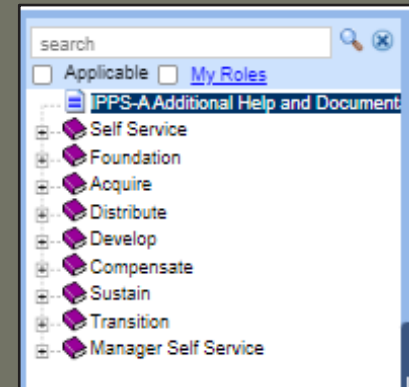 search
Applicable My Roles
IPPS-A Additional Help and Document
Self Service
Foundation
Acquire
Distribute
Develop
Compensate
Sustain
Transition
Manager Self Service